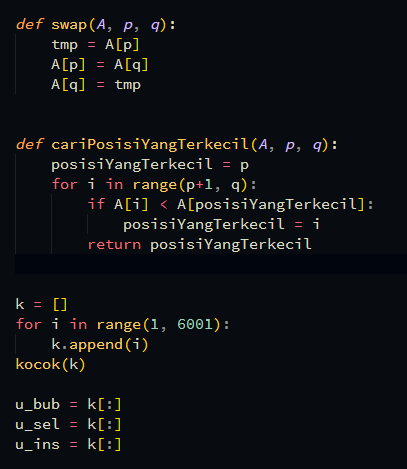 def swap(A, p, q):
    tmp = A[p]
    A[p] = A[q]
    A[q] = tmp
def cariPosisiYangTerkecil(A, p, q):
    posisiYangTerkecil = p
    for i in range(p+1, q):
        if A[i] < A[posisiYangTerkecil]:
            posisiYangTerkecil = i
        return posisiYangTerkecil
k = []
for i in range(1, 6001):
    k.append(i)
kocok(k)
u_bub = k[:]
u_sel = k[:]
u_ins = k[:]